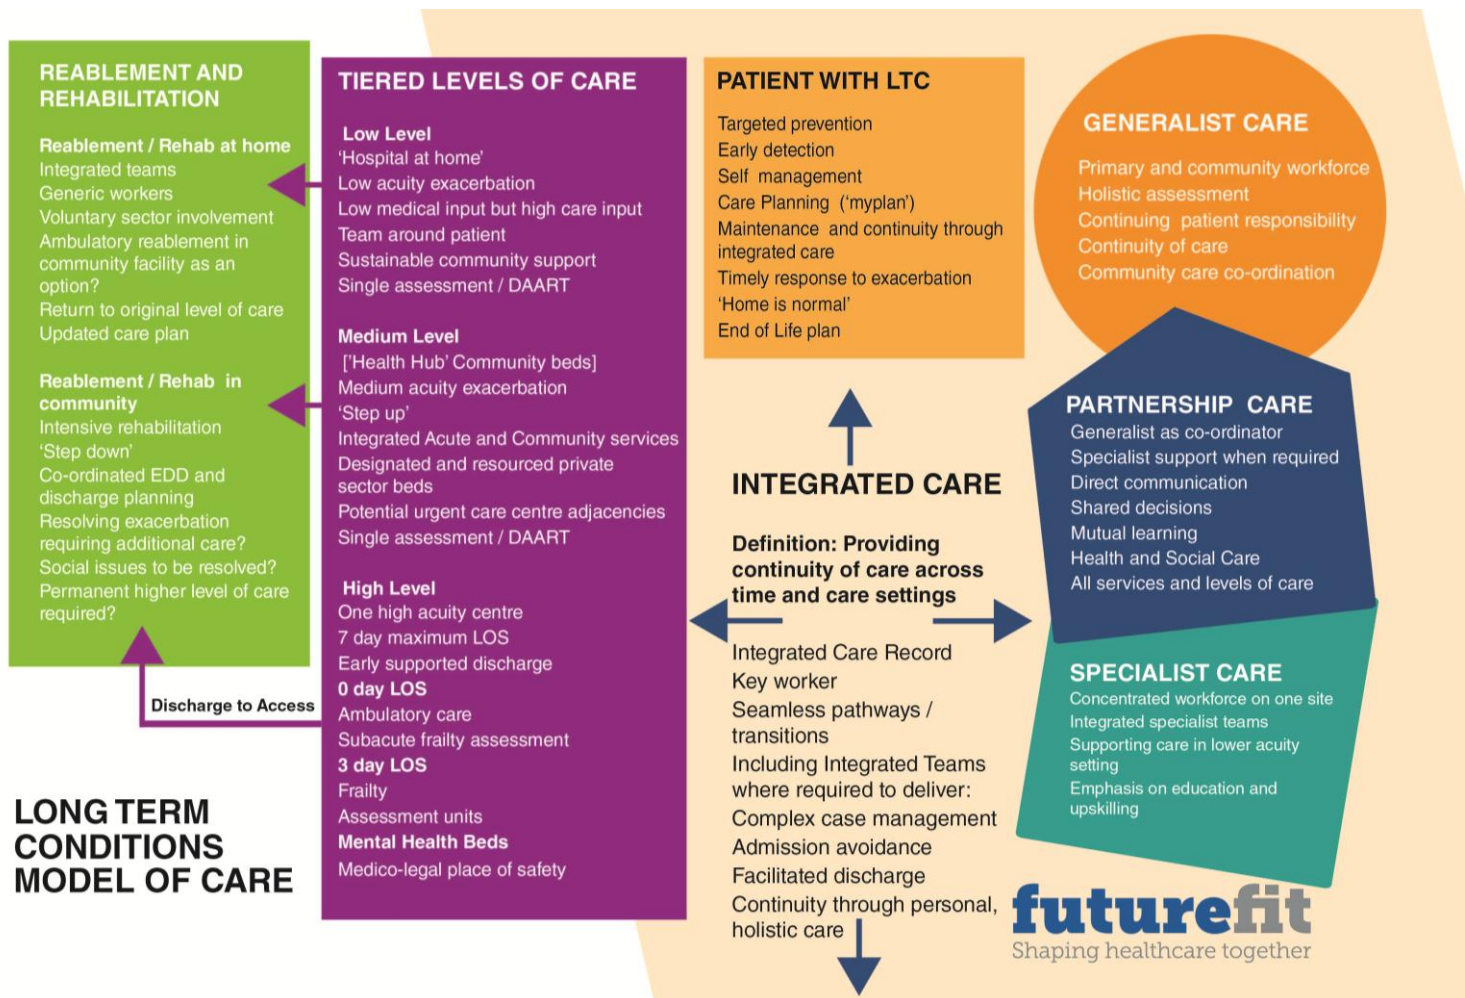 REABLEMENT AND
REHABILITATION
Reablement / Rehab at home
Integrated teams
Generic workers
Voluntary sector involvement
Ambulatory reablement in
community facility as an
option?
Return to original level of care
Updated care plan
Reablement / Rehab in
community
Intensive rehabilitation
‘Step down’
Co-ordinated EDD and
discharge planning
Resolving exacerbation
requiring additional care?
Social issues to be resolved?
Permanent higher level of care
required?
Discharge to Access
LONG TERM
CONDITIONS
MODEL OF CARE
TIERED LEVELS OF CARE
Low Level
‘Hospital at home’
Low acuity exacerbation
Low medical input but high care input
Team around patient
Sustainable community support
Single assessment / DAART
Medium Level
['Health Hub' Community beds]
Medium acuity exacerbation
‘Step up’
Integrated Acute and Community services
Designated and resourced private
sector beds
Potential urgent care centre adjacencies
Single assessment / DAART
High Level
One high acuity centre
7 day maximum LOS
Early supported discharge
0 day LOS
Ambulatory care
Subacute frailty assessment
3 day LOS
Frailty
Assessment units
Mental Health Beds
Medico-legal place of safety
PATIENT WITH LTC
Targeted prevention
Early detection
Self management
Care Planning (‘myplan’)
Maintenance and continuity through
integrated care
Timely response to exacerbation
‘Home is normal’
End of Life plan
INTEGRATED CARE
Definition: Providing
continuity of care across
time and care settings
Integrated Care Record
Key worker
Seamless pathways /
transitions
Including Integrated Teams
where required to deliver:
Complex case management
Admission avoidance
Facilitated discharge
Continuity through personal,
holistic care
GENERALIST CARE
Primary and community workforce
Holistic assessment
Continuing patient responsibility
Continuity of care
Community care co-ordination
PARTNERSHIP CARE
Generalist as co-ordinator
Specialist support when required
Direct communication
Shared decisions
Mutual learning
Health and Social Care
All services and levels of care
SPECIALIST CARE
Concentrated workforce on one site
Integrated specialist teams
Supporting care in lower acuity
setting
Emphasis on education and
upskilling
futurefit
Shaping healthcare together